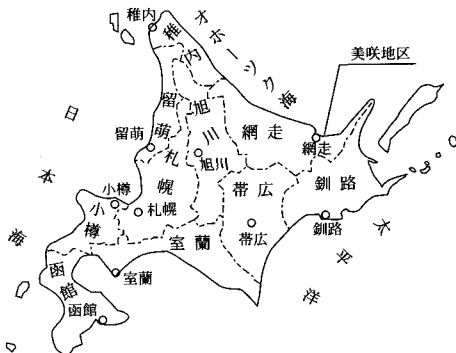 稚内
オホーツク海
稚内
美咲地区
日本海
留萌
旭川
網走
留萌
網走
札幌
旭川
帯広
釧路
小樽
小樽
札幌
釧路
帯広
室蘭
太平洋
函館
室蘭
函館